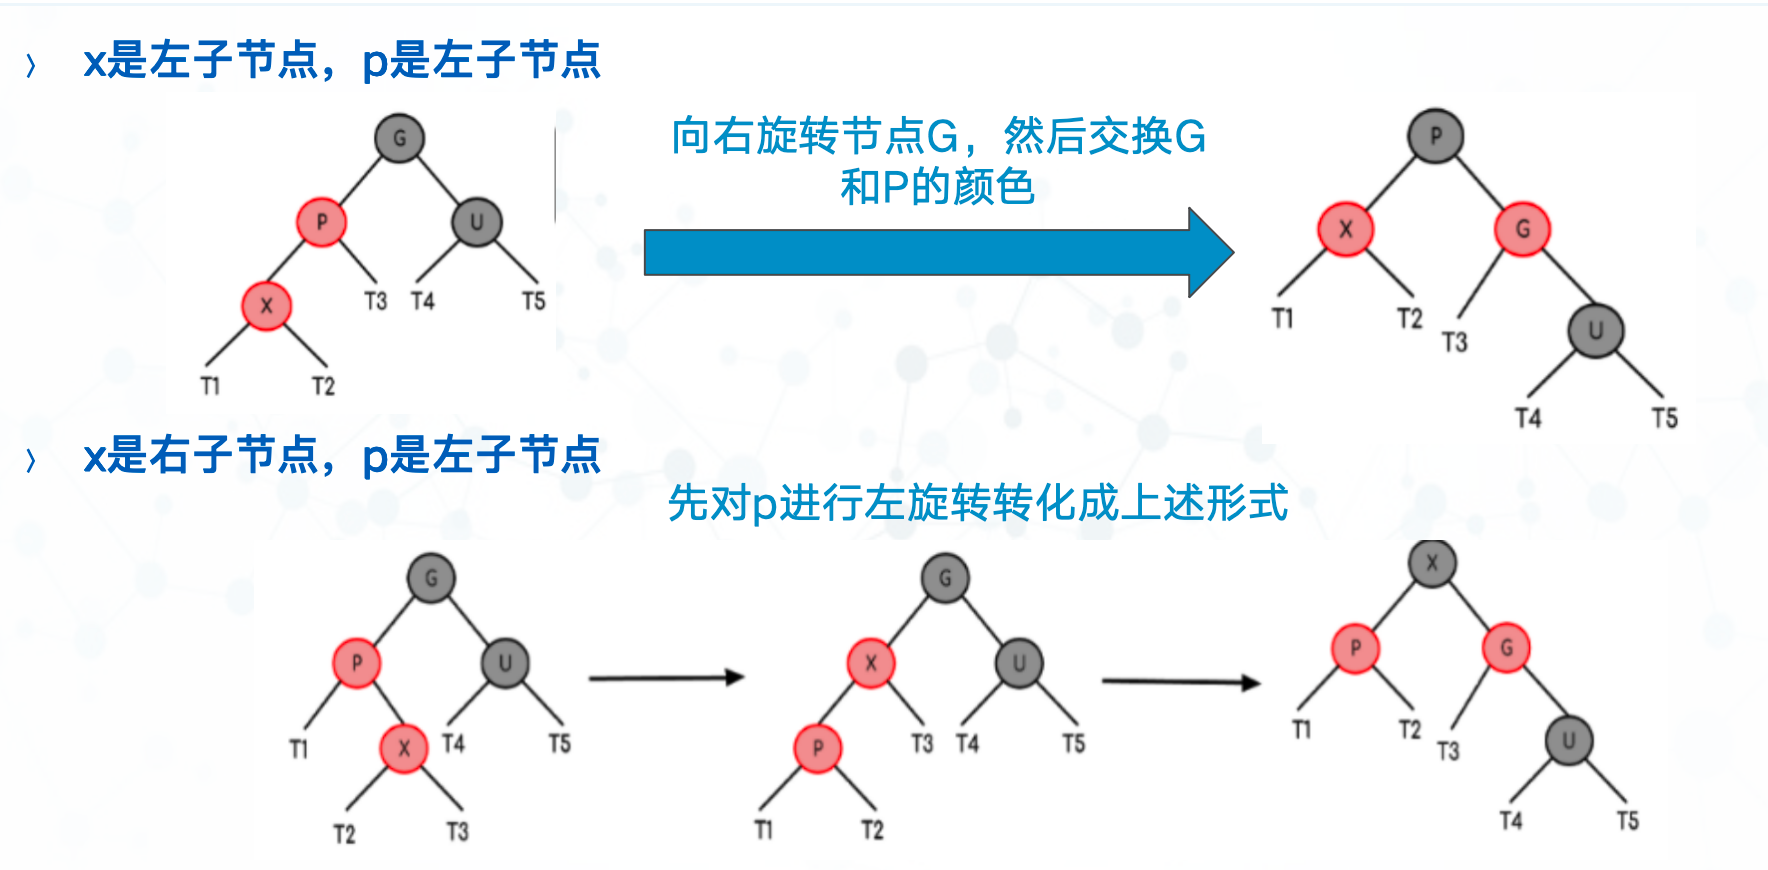 › x是左子节点，p是左子节点
向右旋转节点G，然后交换G
和P的颜色
G
P
U
X
T3
T4
T5
T1
T2
P
X
G
T1
T2
T3
U
T4
T5
› x是右子节点，p是左子节点
先对p进行左旋转转化成上述形式
G
P
U
T1
X
T4
T5
T2
T3
G
X
U
P
T3
T4
T5
T1
T2
X
P
G
T1
T2
T3
U
T4
T5